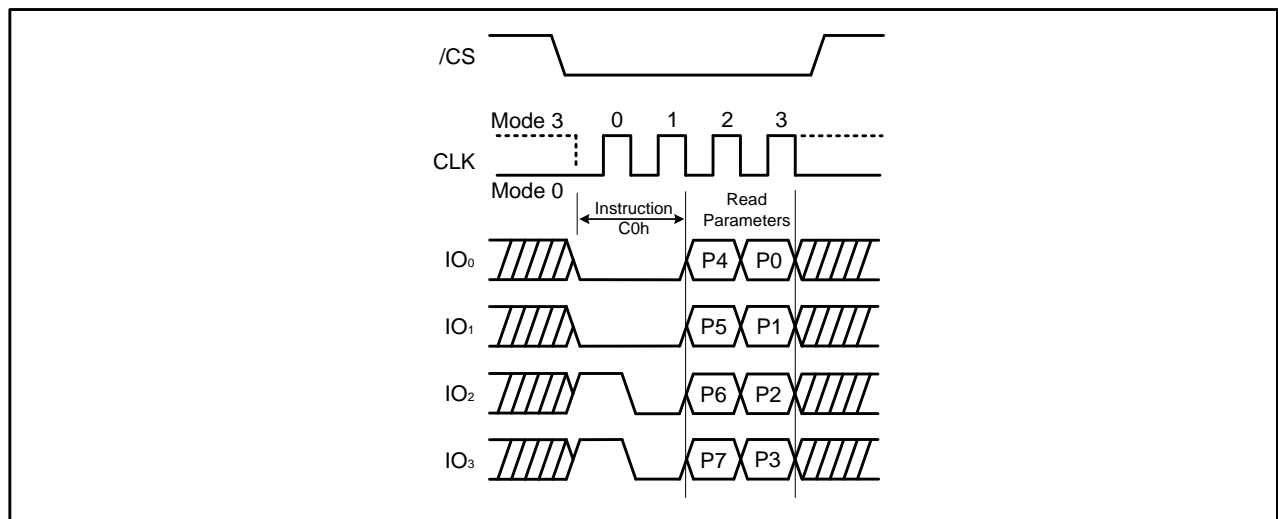 /CS
Mode 3 0 1 2 3
CLK
Mode 0
Instruction
C0h
Read
Parameters
IO₀ P4 P0
IO₁ P5 P1
IO₂ P6 P2
IO₃ P7 P3